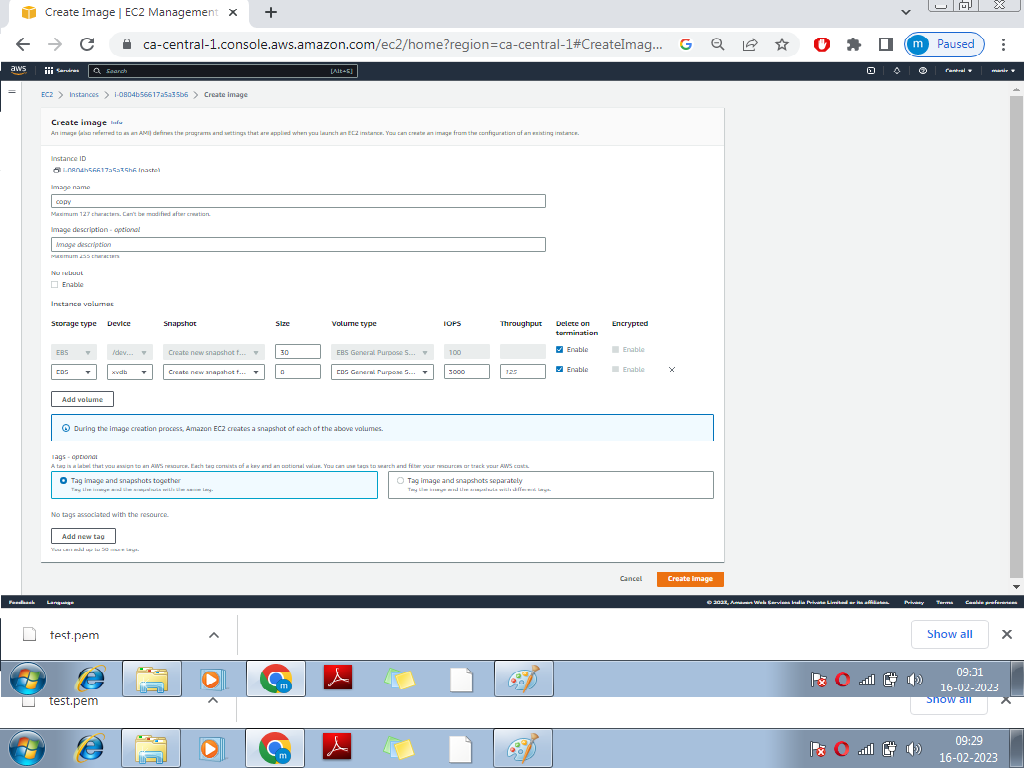 Create Image | EC2 Management
ca-central-1.console.aws.amazon.com/ec2/home?region=ca-central-1#CreateImag...
m Paused
aws Services Search [Alt+S] Central
EC2 > Instances > i-0804b56617a5a35b6 > Create image
Create image Info
An image (also referred to as an AMI) defines the programs and settings that are applied when you launch an EC2 instance. You can create an image from the configuration of an existing instance.
Instance ID
i-0804b56617a5a35b6 (paste)
Image name
copy
Maximum 127 characters. Can't be modified after creation.
Image description - optional
Image description
Maximum 255 characters
No reboot
Enable
Instance volumes
Storage type Device Snapshot Size Volume type IOPS Throughput Delete on termination Encrypted
EBS /dev... Create new snapshot f... 30 EBS General Purpose S... 100 Enable Enable
EBS xvdb Create new snapshot f... 8 EBS General Purpose S... 3000 125 Enable Enable
Add volume
During the image creation process, Amazon EC2 creates a snapshot of each of the above volumes.
Tags - optional
A tag is a label that you assign to an AWS resource. Each tag consists of a key and an optional value. You can use tags to search and filter your resources or track your AWS costs.
Tag image and snapshots together Tag image and snapshots separately
Tag the image and the snapshots with the same tag. Tag the image and the snapshots with different tags.
No tags associated with the resource.
Add new tag
You can add up to 50 more tags.
Cancel Create image
Feedback Language © 2023, Amazon Web Services India Private Limited or its affiliates. Privacy Terms Cookie preferences
test.pem Show all
m 09:31
16-02-2023
test.pem Show all
m 09:29
16-02-2023